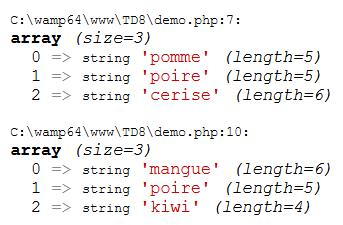 C:\wamp64\www\TD8\demo.php:7:
array (size=3)
0 => string 'pomme' (length=5)
1 => string 'poire' (length=5)
2 => string 'cerise' (length=6)
C:\wamp64\www\TD8\demo.php:10:
array (size=3)
0 => string 'mangue' (length=6)
1 => string 'poire' (length=5)
2 => string 'kiwi' (length=4)